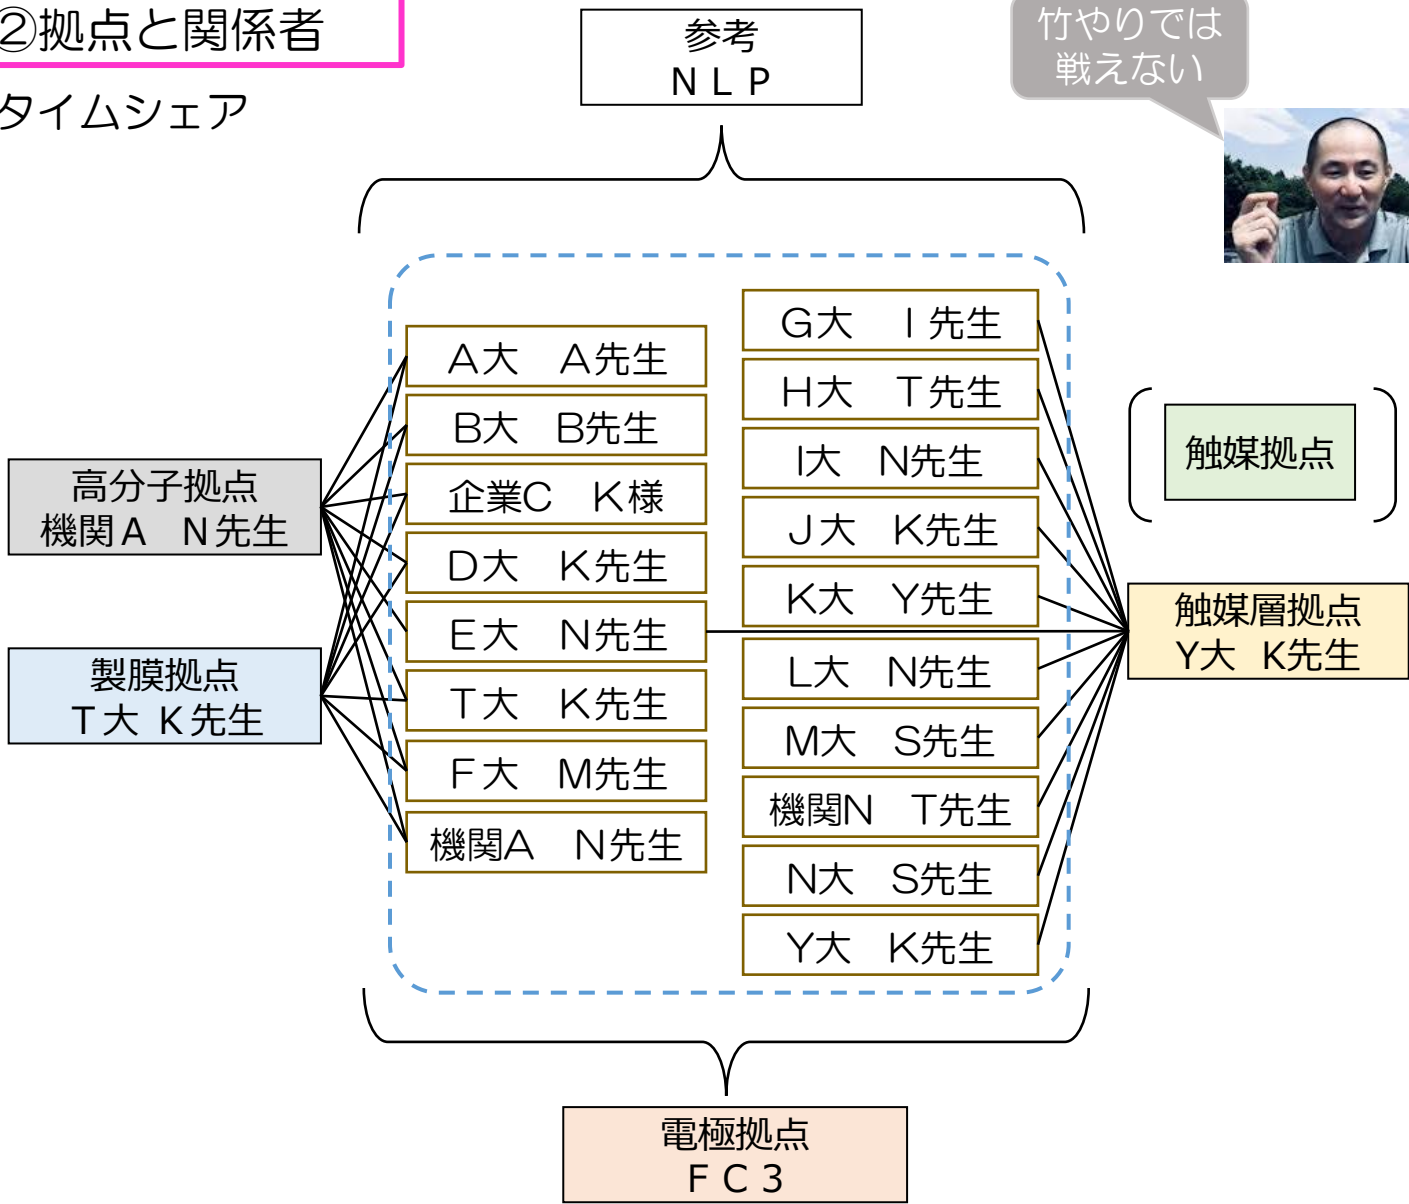 ②拠点と関係者
タイムシェア
参考
ＮＬＰ
竹やりでは
戦えない
高分子拠点
機関Ａ　Ｎ先生
製膜拠点
Ｔ大 Ｋ先生
Ａ大　Ａ先生
Ｂ大　Ｂ先生
企業Ｃ　Ｋ様
Ｄ大　Ｋ先生
Ｅ大　Ｎ先生
Ｔ大　Ｋ先生
Ｆ大　Ｍ先生
機関Ａ　Ｎ先生
Ｇ大　Ｉ先生
Ｈ大　Ｔ先生
Ｉ大　Ｎ先生
Ｊ大　Ｋ先生
Ｋ大　Ｙ先生
Ｌ大　Ｎ先生
Ｍ大　Ｓ先生
機関Ｎ　Ｔ先生
Ｎ大　Ｓ先生
Ｙ大　Ｋ先生
触媒拠点
触媒層拠点
Y大　K先生
電極拠点
ＦＣ３